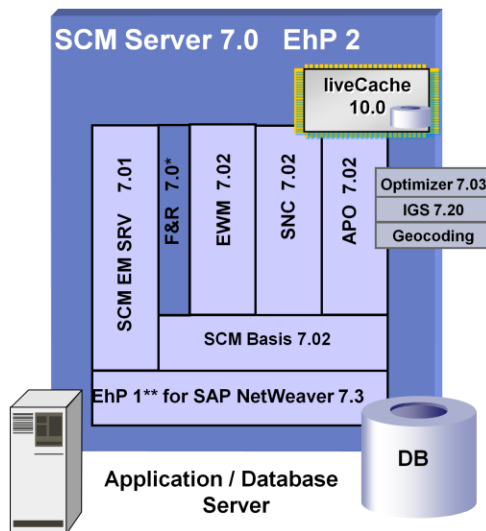 SCM Server 7.0 EhP 2
liveCache
10.0
SCM EM SRV 7.01
F&R 7.0*
EWM 7.02
SNC 7.02
APO 7.02
Optimizer 7.03
IGS 7.20
Geocoding
SCM Basis 7.02
EhP 1** for SAP NetWeaver 7.3
DB
Application / Database
Server